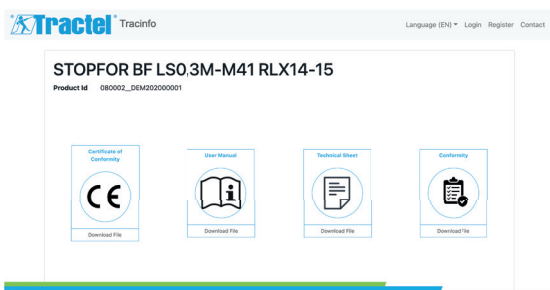 Tractel Tracinfo
Language (EN) Login Register Contact
STOPFOR BF LS0,3M-M41 RLX14-15
Product Id 080002__DEM202000001
Certificate of
Conformity
User Manual
Technical Sheet
Conformity
CE
i
Download File
Download File
Download File
Download File